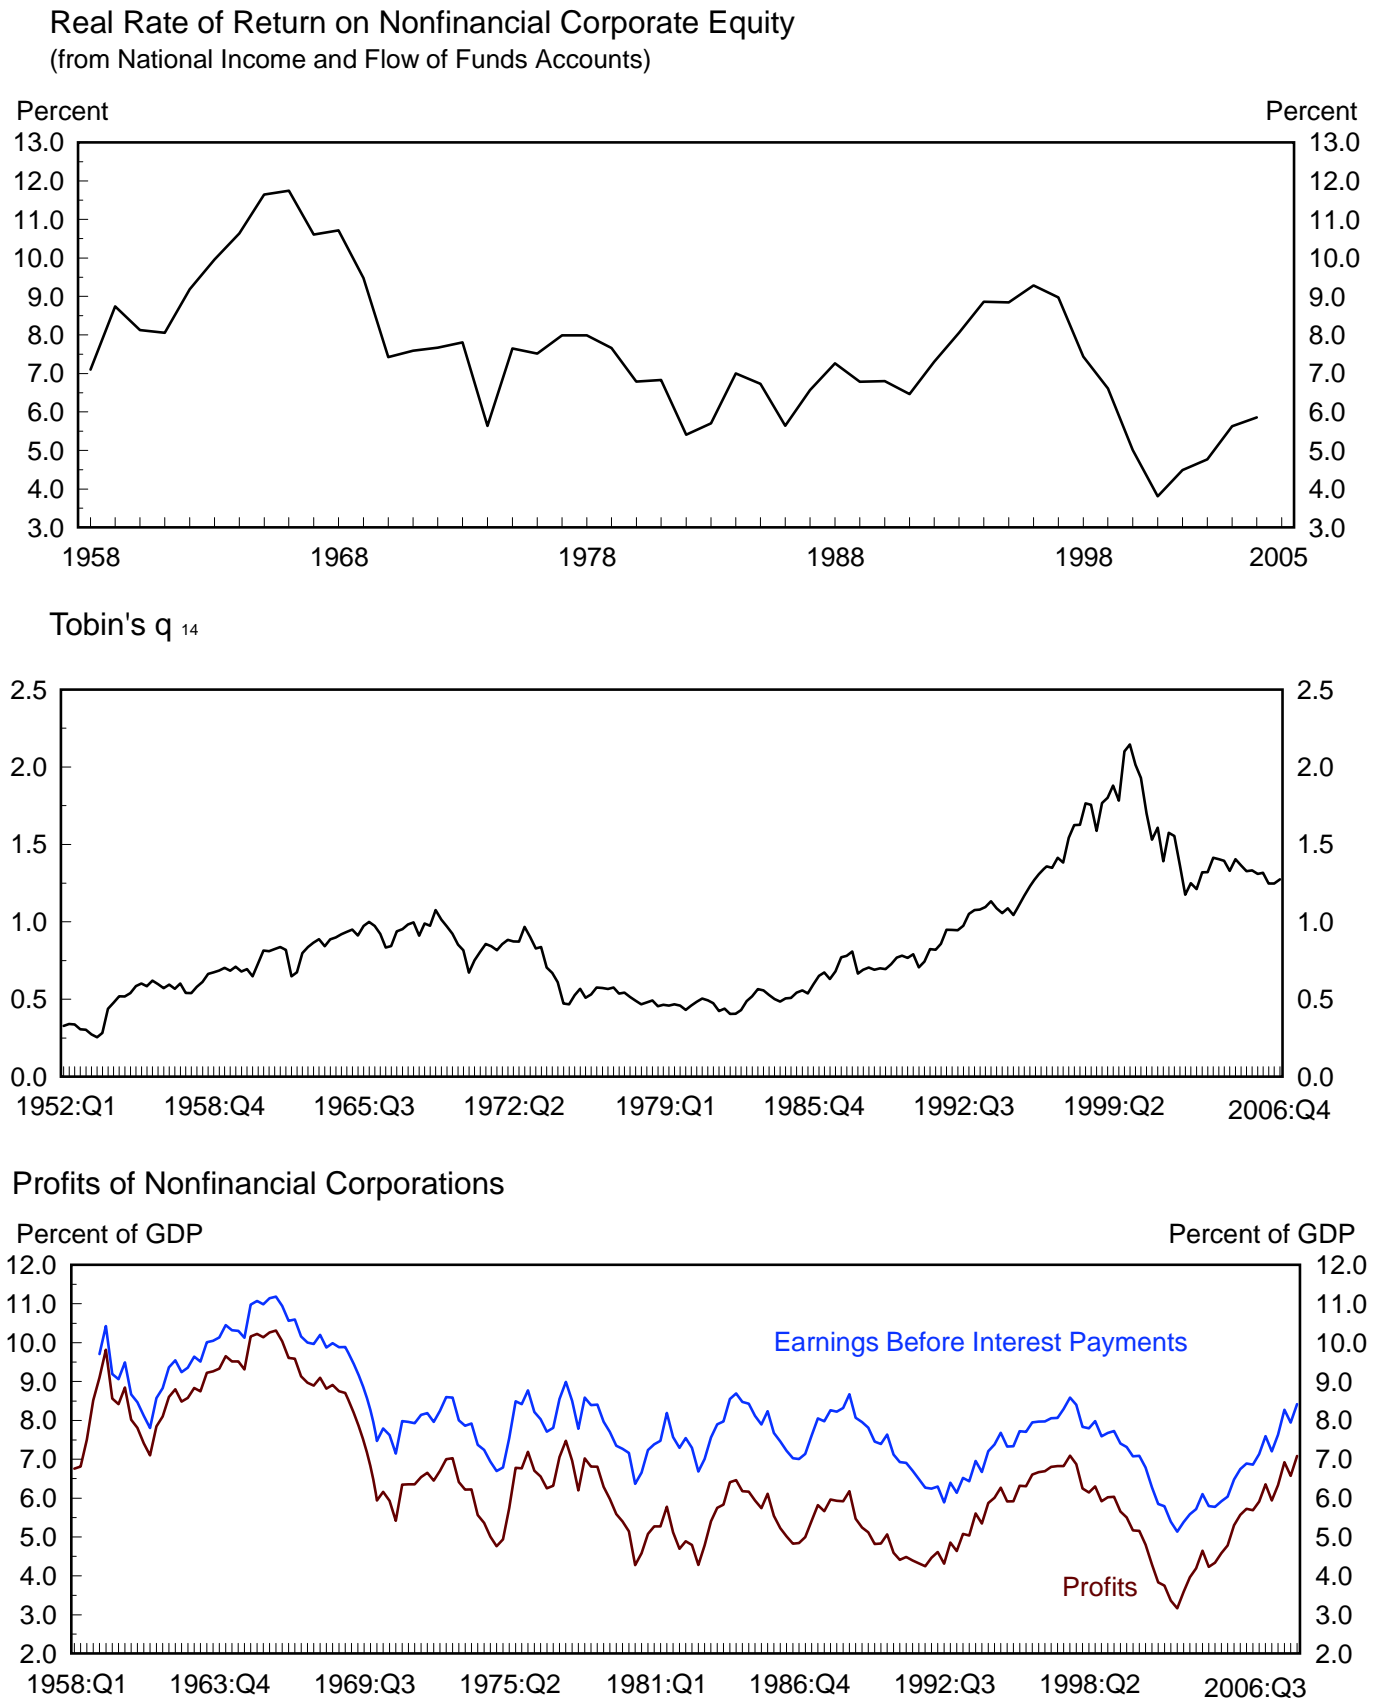 Real Rate of Return on Nonfinancial Corporate Equity
(from National Income and Flow of Funds Accounts)
Percent Percent
13.0 13.0
12.0 12.0
11.0 11.0
10.0 10.0
9.0 9.0
8.0 8.0
7.0 7.0
6.0 6.0
5.0 5.0
4.0 4.0
3.0 3.0
1958 1968 1978 1988 1998 2005
Tobin's q 14
2.5 2.5
2.0 2.0
1.5 1.5
1.0 1.0
0.5 0.5
0.0 0.0
1952:Q1 1958:Q4 1965:Q3 1972:Q2 1979:Q1 1985:Q4 1992:Q3 1999:Q2 2006:Q4
Profits of Nonfinancial Corporations
Percent of GDP Percent of GDP
12.0 12.0
11.0 11.0
10.0 Earnings Before Interest Payments 10.0
9.0 9.0
8.0 8.0
7.0 7.0
6.0 6.0
5.0 5.0
4.0 4.0
Profits
3.0 3.0
2.0 2.0
1958:Q1 1963:Q4 1969:Q3 1975:Q2 1981:Q1 1986:Q4 1992:Q3 1998:Q2 2006:Q3